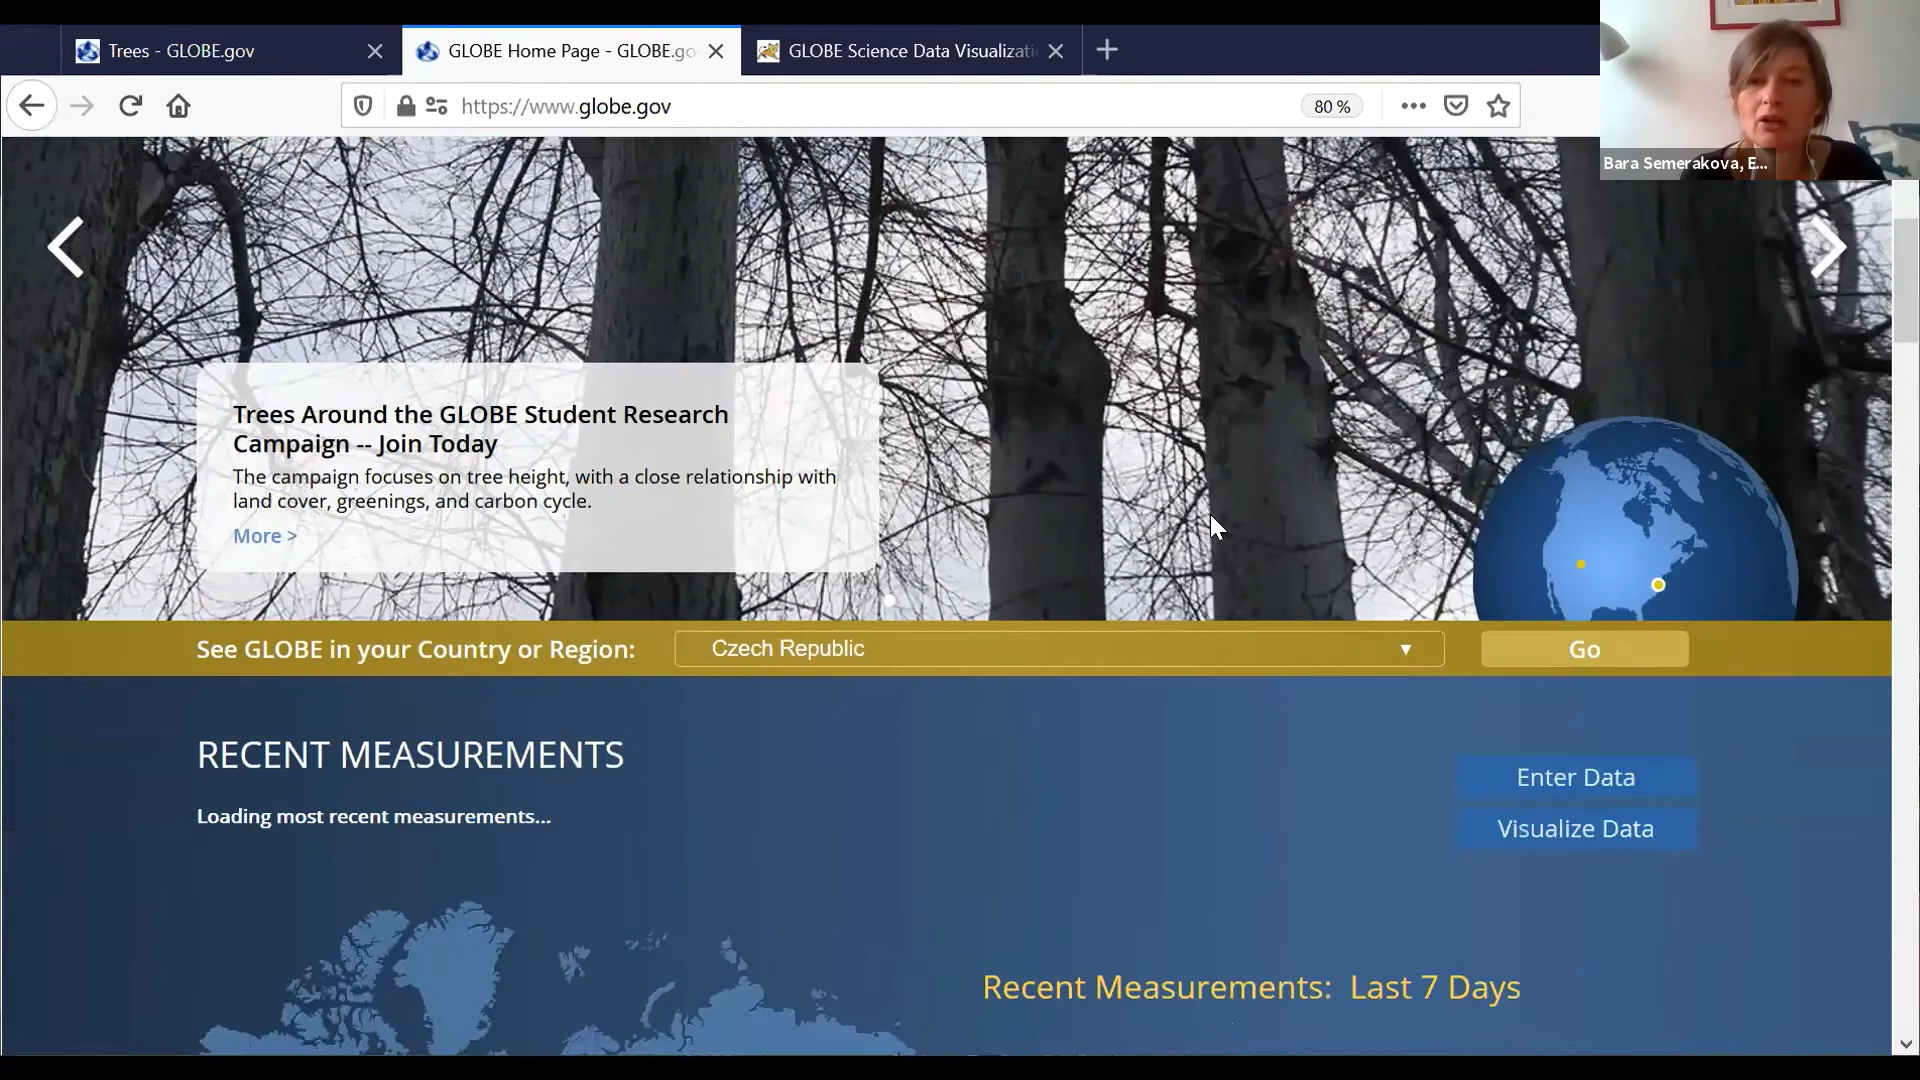 Trees - GLOBE.gov
GLOBE Home Page - GLOBE.go
GLOBE Science Data Visualizati
https://www.globe.gov
80 %
Bara Semerakova, E...
Trees Around the GLOBE Student Research
Campaign -- Join Today
The campaign focuses on tree height, with a close relationship with
land cover, greenings, and carbon cycle.
More >
See GLOBE in your Country or Region:
Czech Republic
Go
RECENT MEASUREMENTS
Loading most recent measurements...
Enter Data
Visualize Data
Recent Measurements: Last 7 Days